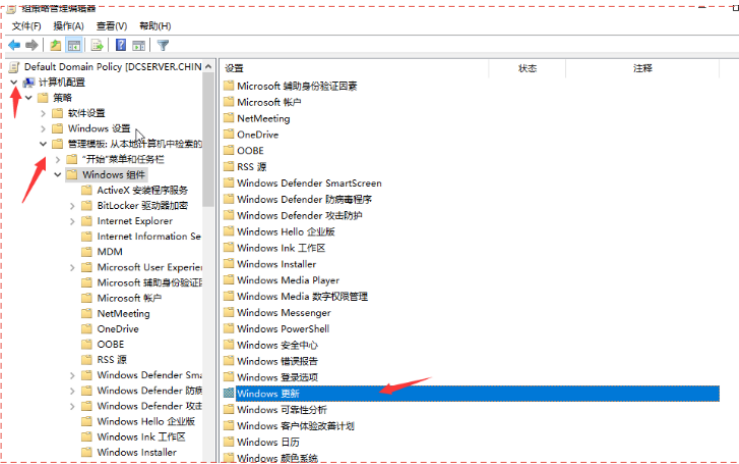 组策略管理编辑器
文件(F) 操作(A) 查看(V) 帮助(H)
Default Domain Policy [DCSERVER.CHIN
计算机配置
策略
软件设置
Windows 设置
管理模板: 从本地计算机中检索的
"开始"菜单和任务栏
Windows 组件
ActiveX 安装程序服务
BitLocker 驱动器加密
Internet Explorer
Internet Information Se
MDM
Microsoft User Experie
Microsoft 辅助身份验证
Microsoft 帐户
NetMeeting
OneDrive
OOBE
RSS 源
Windows Defender Sma
Windows Defender 防病
Windows Defender 攻击
Windows Hello 企业版
Windows Ink 工作区
Windows Installer
设置 状态 注释
Microsoft 辅助身份验证因素
Microsoft 帐户
NetMeeting
OneDrive
OOBE
RSS 源
Windows Defender SmartScreen
Windows Defender 防病毒程序
Windows Defender 攻击防护
Windows Hello 企业版
Windows Ink 工作区
Windows Installer
Windows Media Player
Windows Media 数字权限管理
Windows Messenger
Windows PowerShell
Windows 安全中心
Windows 错误报告
Windows 登录选项
Windows 更新
Windows 可靠性分析
Windows 客户体验改善计划
Windows 日历
Windows 颜色系统